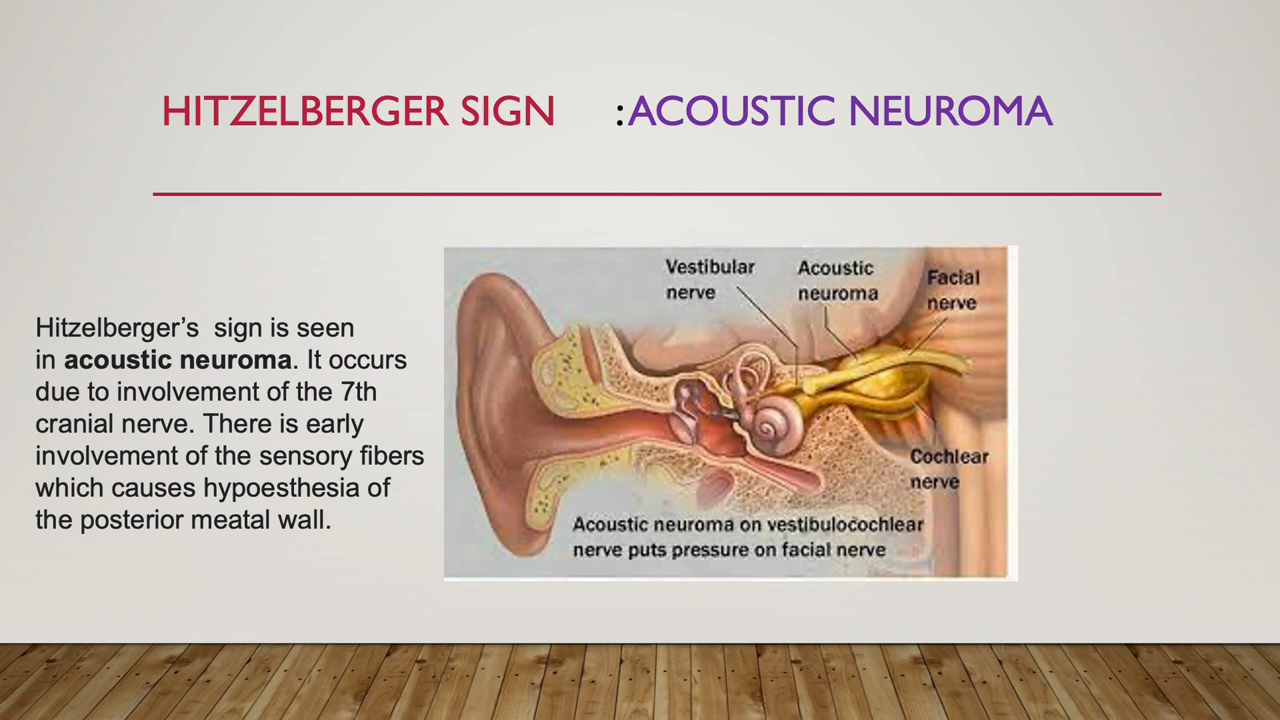 HITZELBERGER SIGN :ACOUSTIC NEUROMA
Hitzelberger’s  sign is seen
in acoustic neuroma. It occurs
due to involvement of the 7th
cranial nerve. There is early
involvement of the sensory fibers
which causes hypoesthesia of
the posterior meatal wall.
Vestibular
nerve
Acoustic
neuroma
Facial
nerve
Cochlear
nerve
Acoustic neuroma on vestibulocochlear
nerve puts pressure on facial nerve